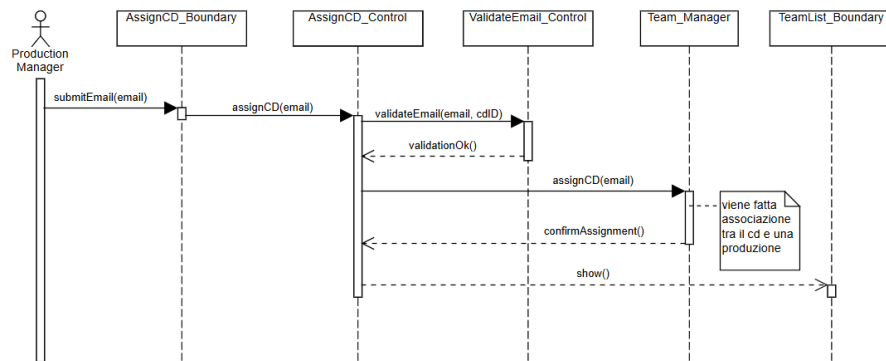 AssignCD_Boundary
AssignCD_Control
ValidateEmail_Control
Team_Manager
TeamList_Boundary
Production
Manager
submitEmail(email)
assignCD(email)
validateEmail(email, cdID)
validationOk()
assignCD(email)
viene fatta
associazione
tra il cd e una
produzione
confirmAssignment()
show()